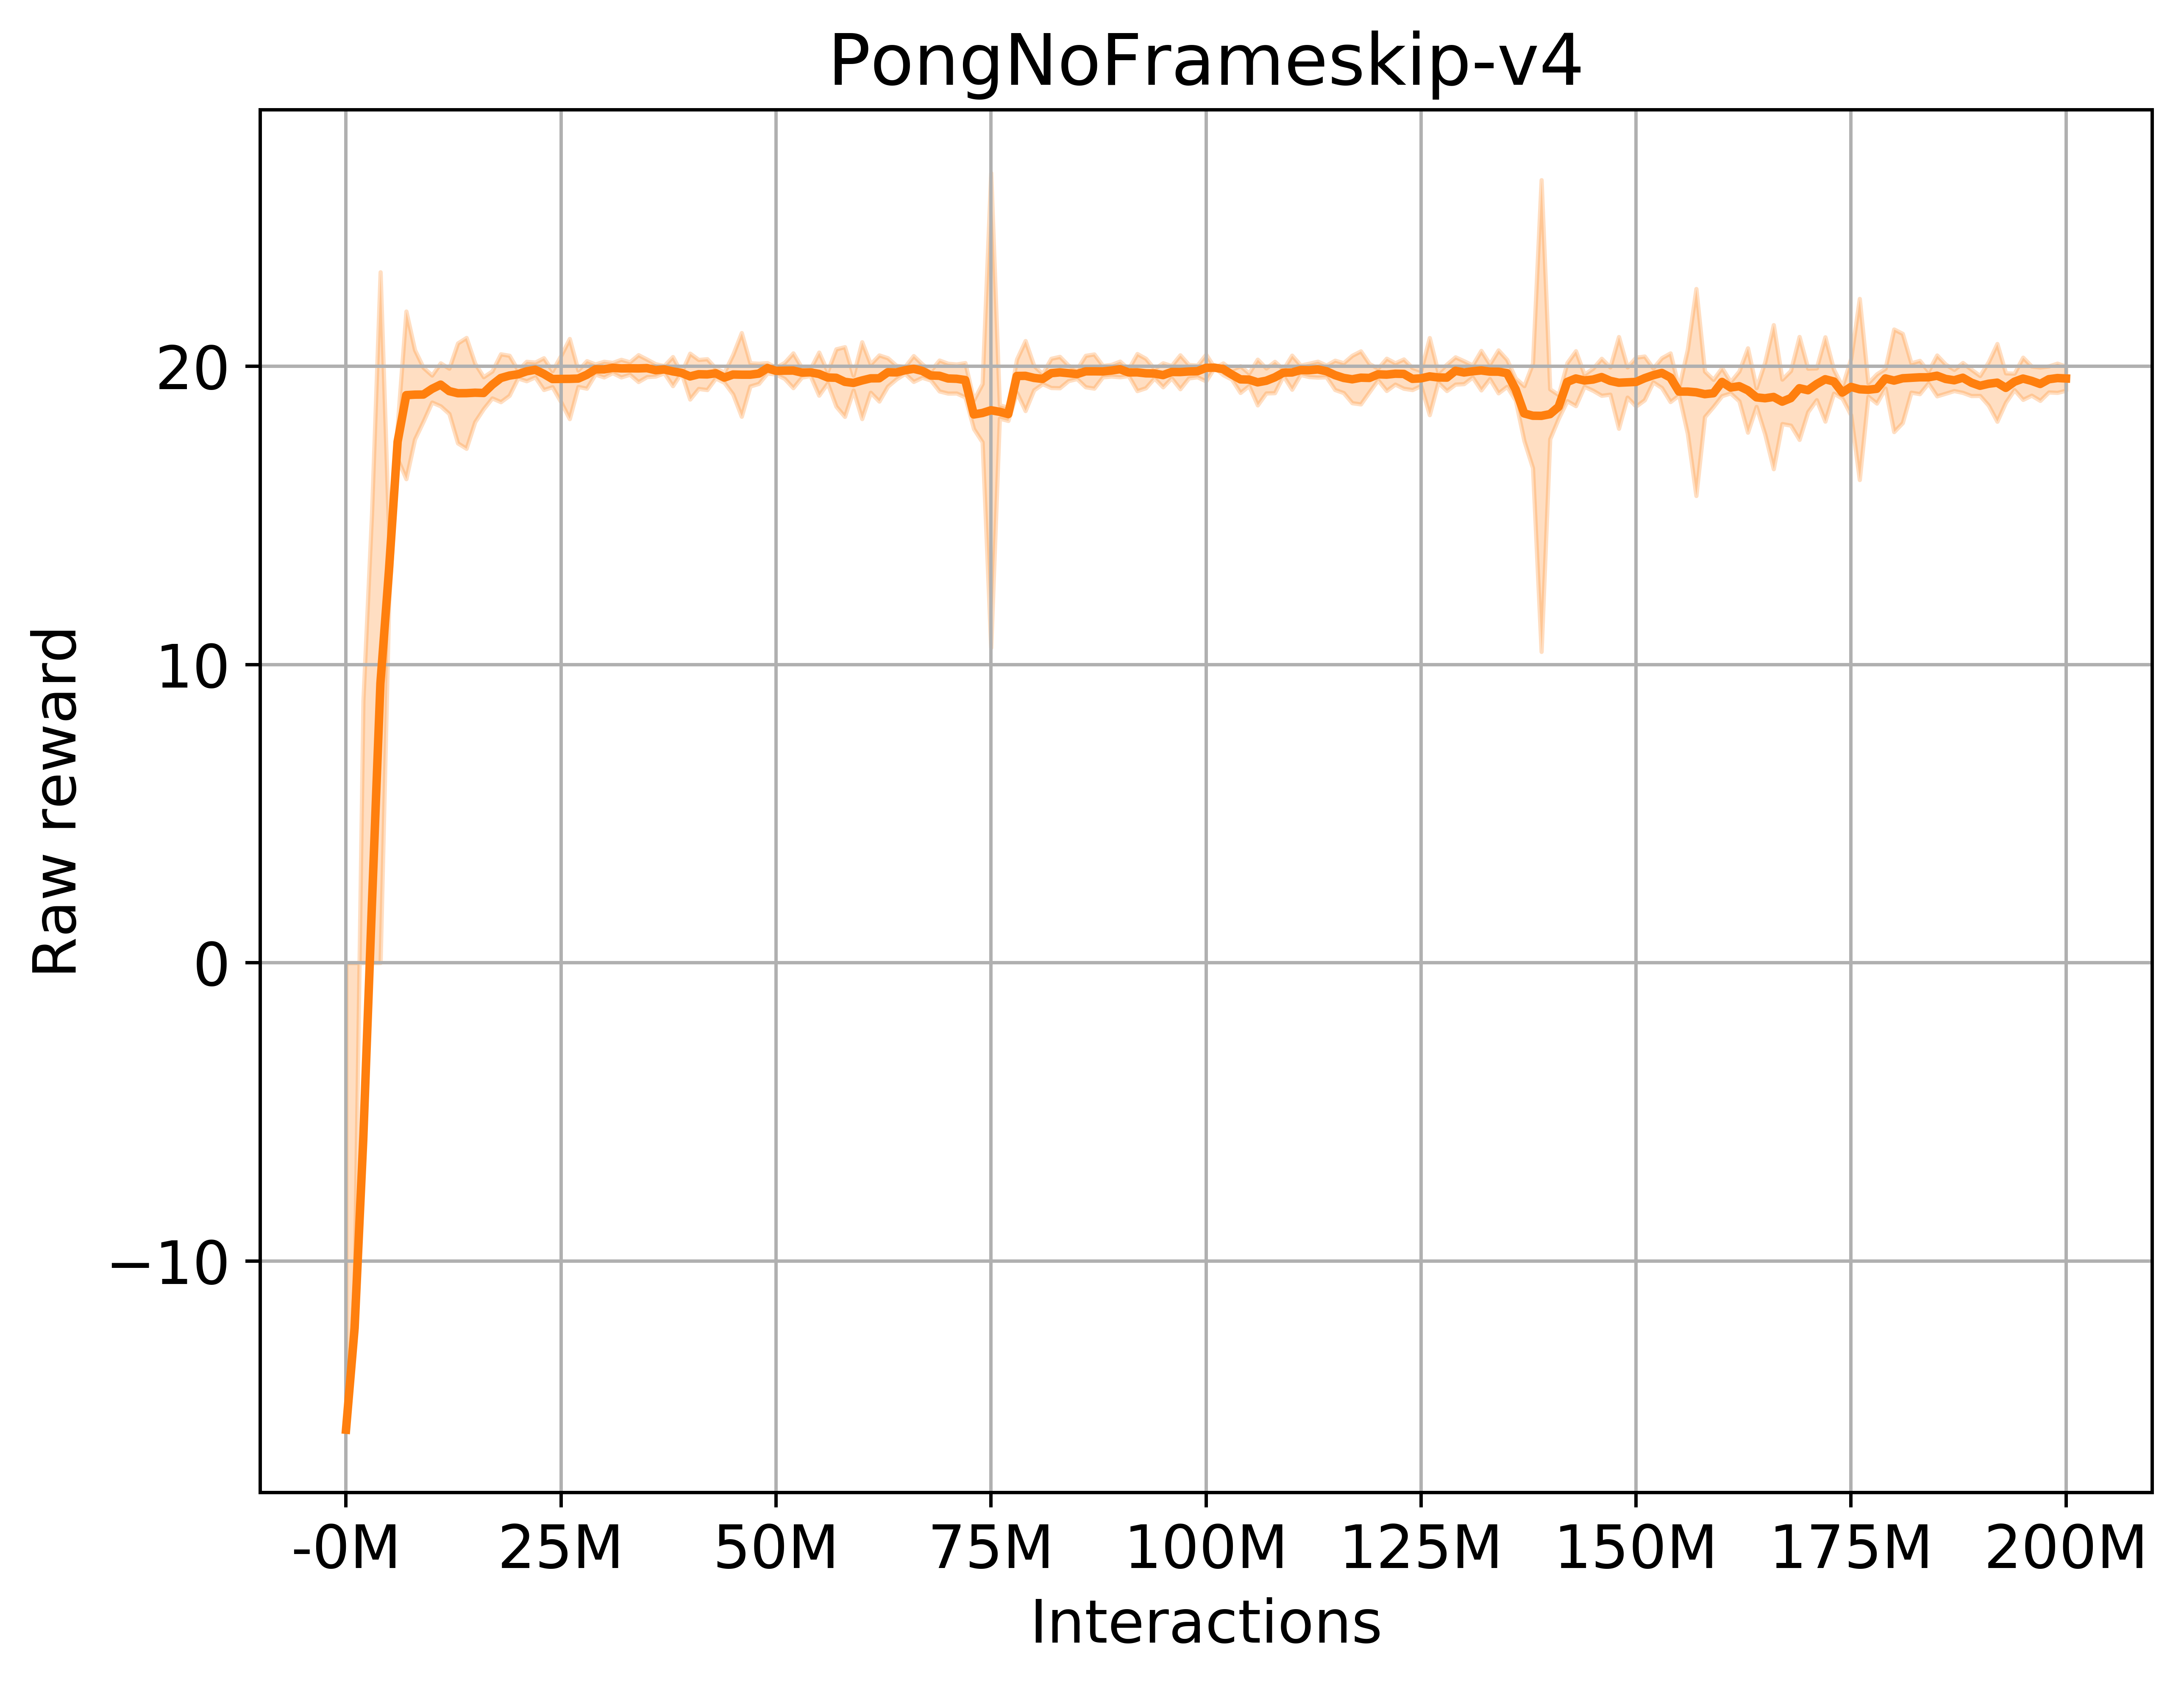 PongNoFrameskip-v4
Raw reward
20
10
0
−10
-0M 25M 50M 75M 100M 125M 150M 175M 200M
Interactions